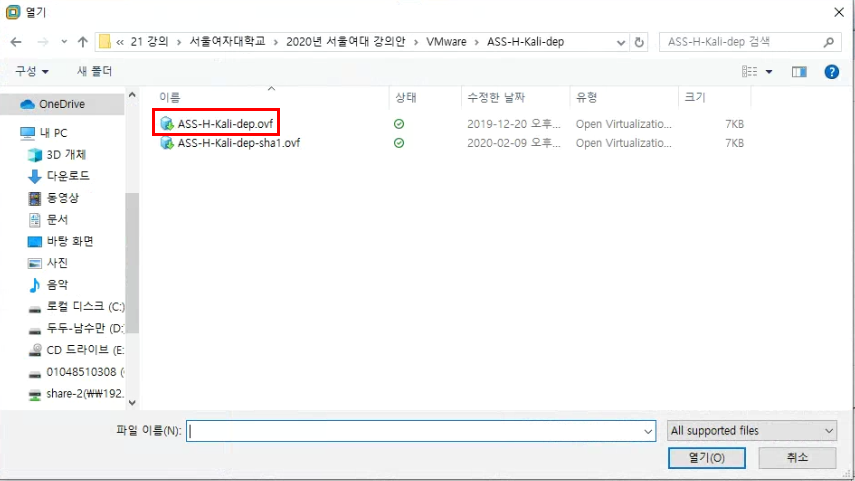 열기
« 21 강의 › 서울여자대학교 › 2020년 서울여대 강의안 › VMware › ASS-H-Kali-dep
ASS-H-Kali-dep 검색
구성 새 폴더
이름 상태 수정한 날짜 유형 크기
ASS-H-Kali-dep.ovf 2019-12-20 오후... Open Virtualizatio... 7KB
ASS-H-Kali-dep-sha1.ovf 2020-02-09 오후... Open Virtualizatio... 7KB
OneDrive
내 PC
3D 개체
다운로드
동영상
문서
바탕 화면
사진
음악
로컬 디스크 (C:)
두두-남수만 (D:
CD 드라이브 (E:
01048510308 (
share-2(₩₩192.
파일 이름(N):
All supported files
열기(O) 취소